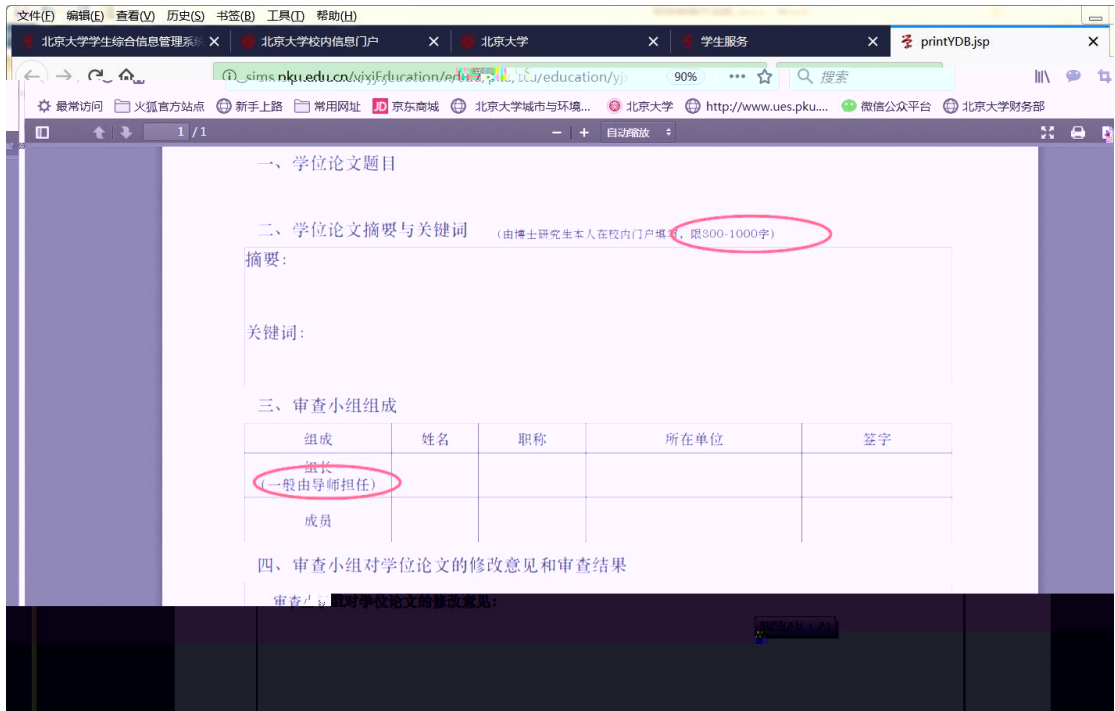 文件(F) 编辑(E) 查看(V) 历史(S) 书签(B) 工具(T) 帮助(H)
北京大学学生综合信息管理系统 北京大学校内信息门户 北京大学 学生服务 printYDB.jsp
sims.pku.edu.cn 90% 搜索
最常访问 火狐官方站点 新手上路 常用网址 JD 京东商城 北京大学城市与环境... 北京大学 http://www.ues.pku.... 微信公众平台 北京大学财务部
1 / 1 自动缩放
一、学位论文题目
二、学位论文摘要与关键词 (由博士研究生本人在校内门户填写，限800-1000字)
摘要:
关键词:
三、审查小组组成
组成 姓名 职称 所在单位 签字
组长
(一般由导师担任)
成员
四、审查小组对学位论文的修改意见和审查结果
审查小组对学位论文的修改意见: